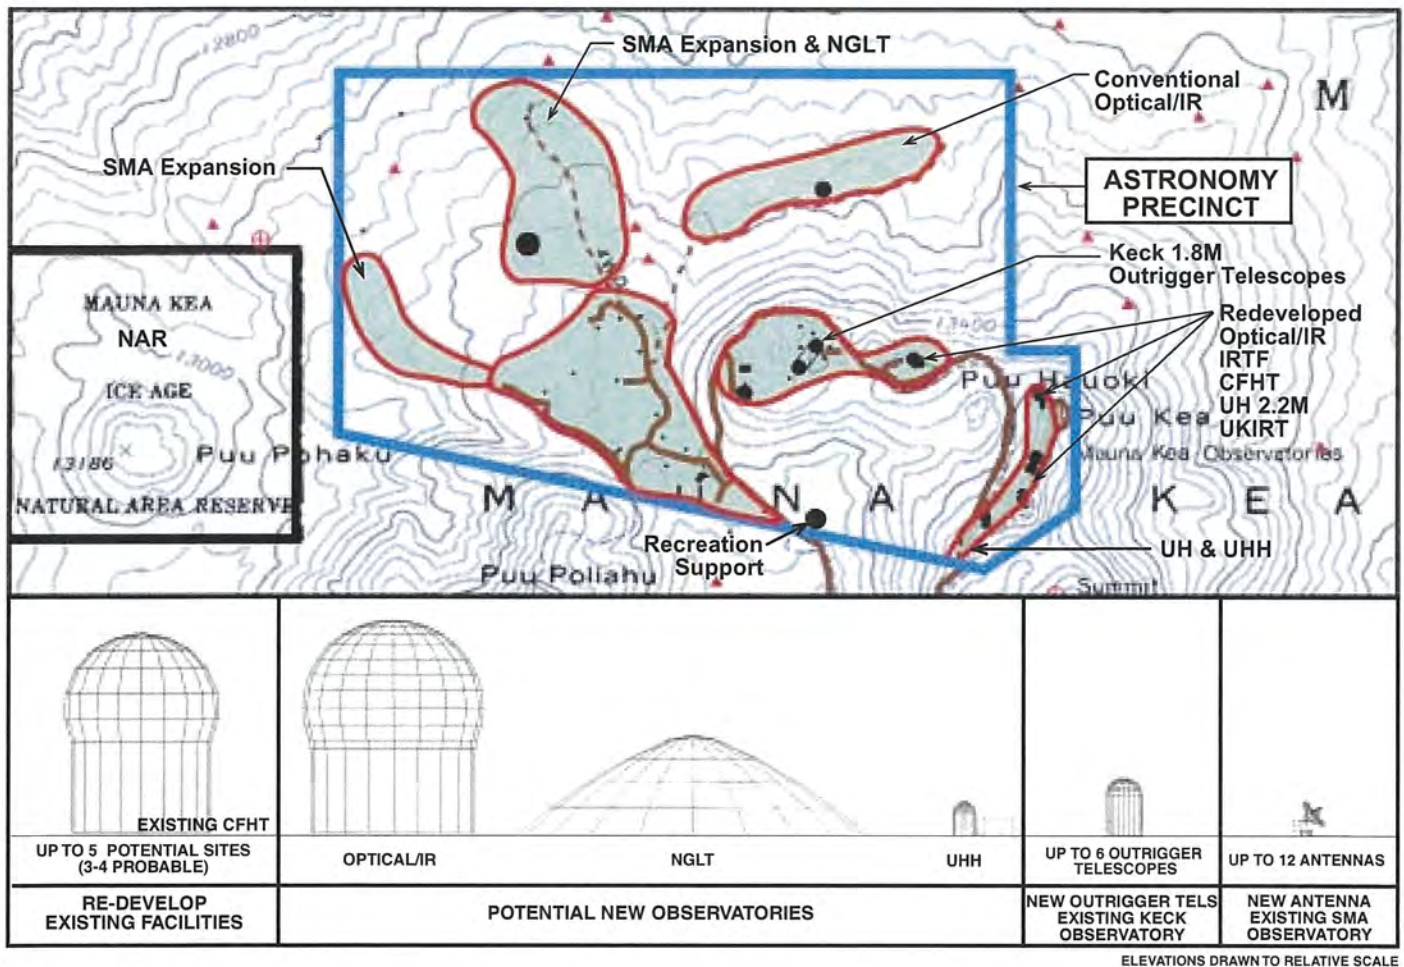 12800
SMA Expansion & NGLT
Conventional
Optical/IR
M
SMA Expansion
ASTRONOMY
PRECINCT
Keck 1.8M
Outrigger Telescopes
MAUNA KEA
NAR
13000
ICE AGE
13186
NATURAL AREA RESERVE
Puu Pohaku
13400
Puu Hauoki
Redeveloped
Optical/IR
IRTF
CFHT
UH 2.2M
UKIRT
Puu Kea
Mauna Kea Observatories
M A U N A K E A
Recreation
Support
UH & UHH
Puu Poliahu
Summit
EXISTING CFHT
UP TO 5 POTENTIAL SITES
(3-4 PROBABLE)
OPTICAL/IR
NGLT
UHH
UP TO 6 OUTRIGGER
TELESCOPES
UP TO 12 ANTENNAS
RE-DEVELOP
EXISTING FACILITIES
POTENTIAL NEW OBSERVATORIES
NEW OUTRIGGER TELS
EXISTING KECK
OBSERVATORY
NEW ANTENNA
EXISTING SMA
OBSERVATORY
ELEVATIONS DRAWN TO RELATIVE SCALE